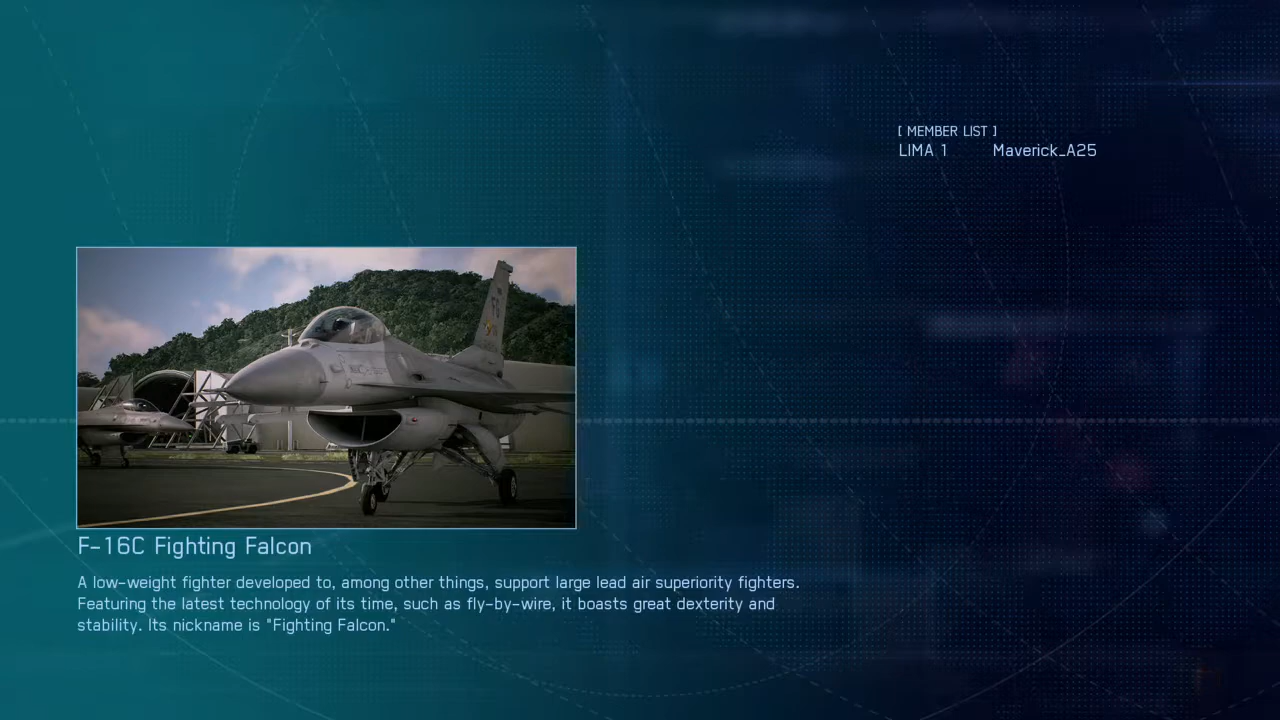 [ MEMBER LIST ]
LIMA 1 Maverick_A25
F-16C Fighting Falcon
A low-weight fighter developed to, among other things, support large lead air superiority fighters.
Featuring the latest technology of its time, such as fly-by-wire, it boasts great dexterity and
stability. Its nickname is "Fighting Falcon."